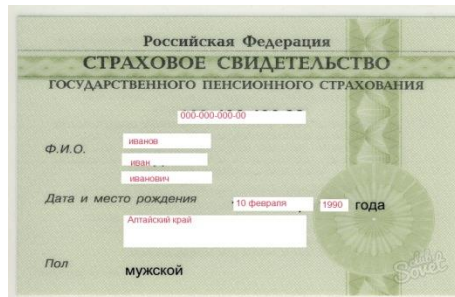 Российская Федерация
СТРАХОВОЕ СВИДЕТЕЛЬСТВО
ГОСУДАРСТВЕННОГО ПЕНСИОННОГО СТРАХОВАНИЯ
000-000-000-00
Ф.И.О. иванов
иван
иванович
Дата и место рождения 10 февраля 1990 года
Алтайский край
Пол мужской
Sovet